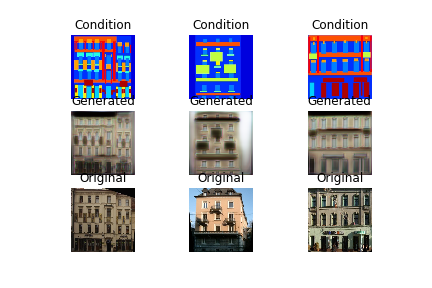 Condition Condition Condition
Generated Generated Generated
Original Original Original